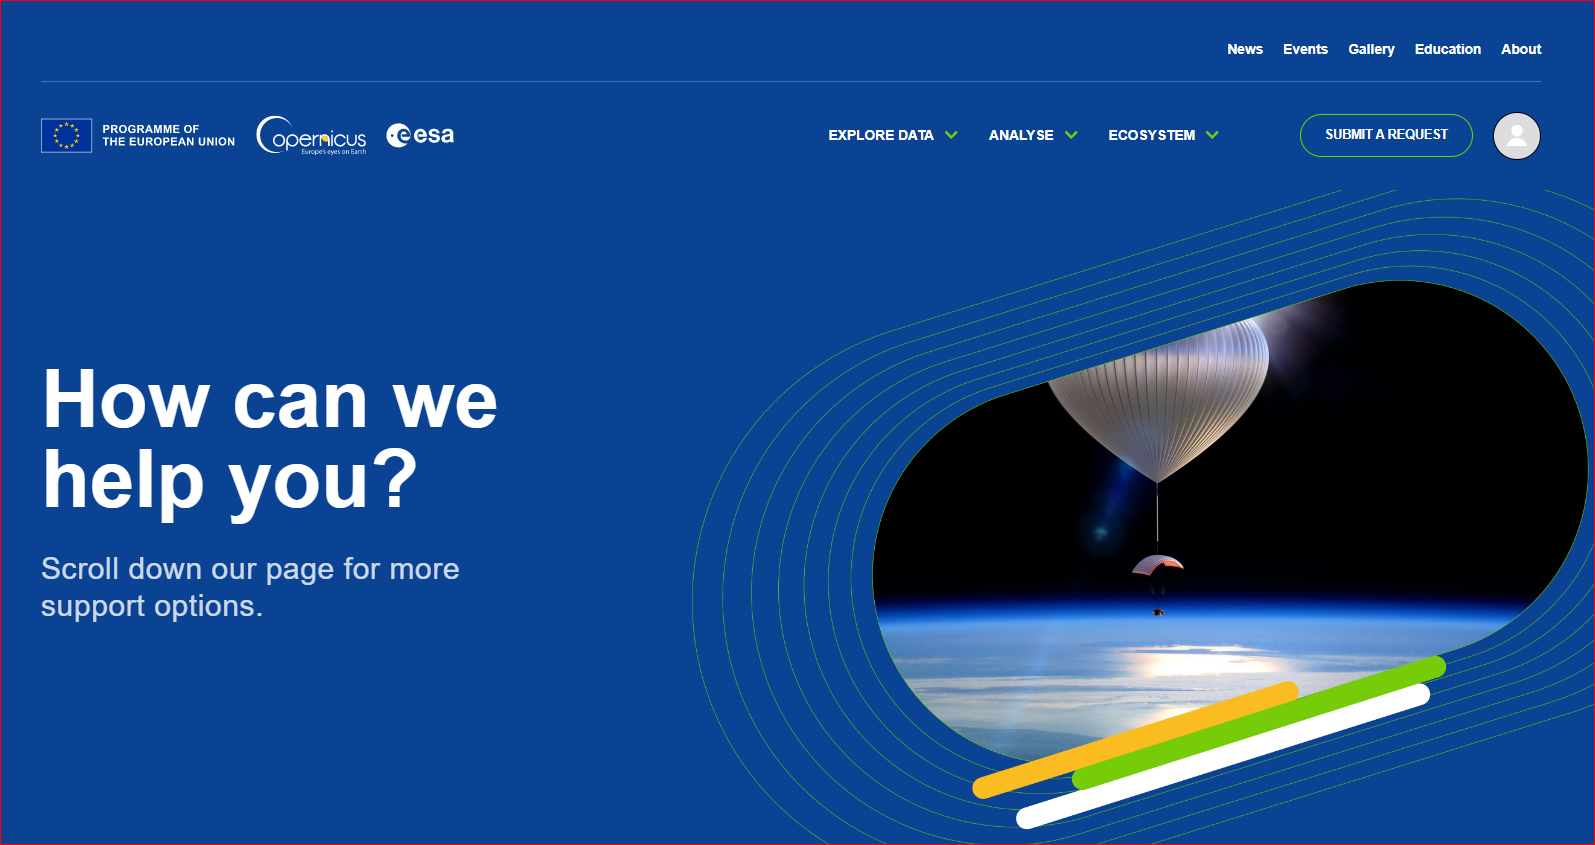 News Events Gallery Education About
PROGRAMME OF
THE EUROPEAN UNION
Copernicus
Europe's eyes on Earth
esa
EXPLORE DATA ANALYSE ECOSYSTEM SUBMIT A REQUEST
How can we
help you?
Scroll down our page for more
support options.